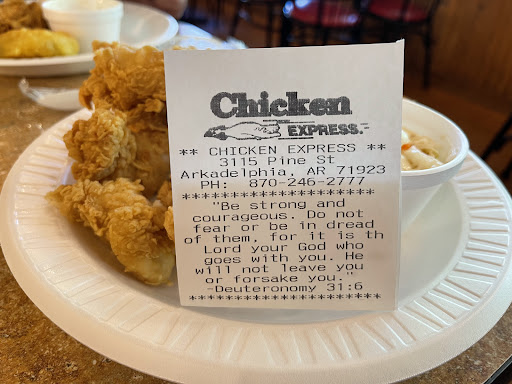 Chicken
EXPRESS.
** CHICKEN EXPRESS **
3115 Pine St
Arkadelphia, AR 71923
PH: 870-246-2777
*********************
"Be strong and
courageous. Do not
fear or be in dread
of them, for it is th
Lord your God who
goes with you. He
will not leave you
or forsake you."
-Deuteronomy 31:6
*********************